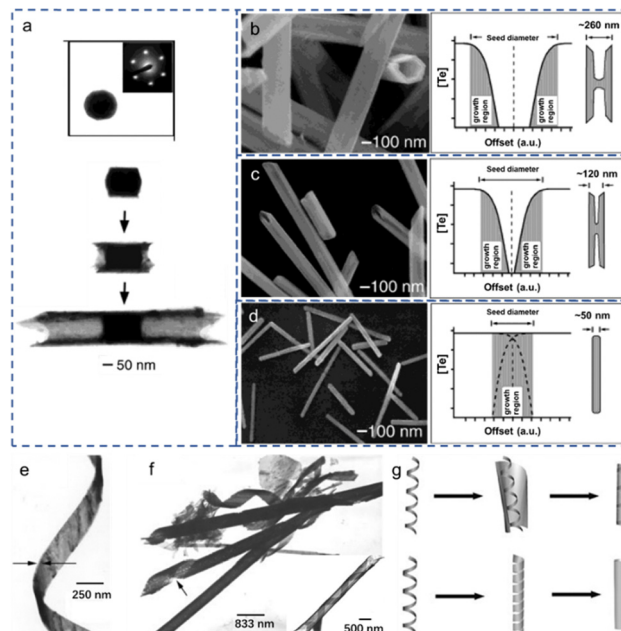 a
50 nm
b
100 nm
Seed diameter
[Te]
growth
region
growth
region
Offset (a.u.)
~260 nm
c
100 nm
Seed diameter
[Te]
growth
region
growth
region
Offset (a.u.)
~120 nm
d
100 nm
Seed diameter
[Te]
growth
region
Offset (a.u.)
~50 nm
e
250 nm
f
833 nm
500 nm
g